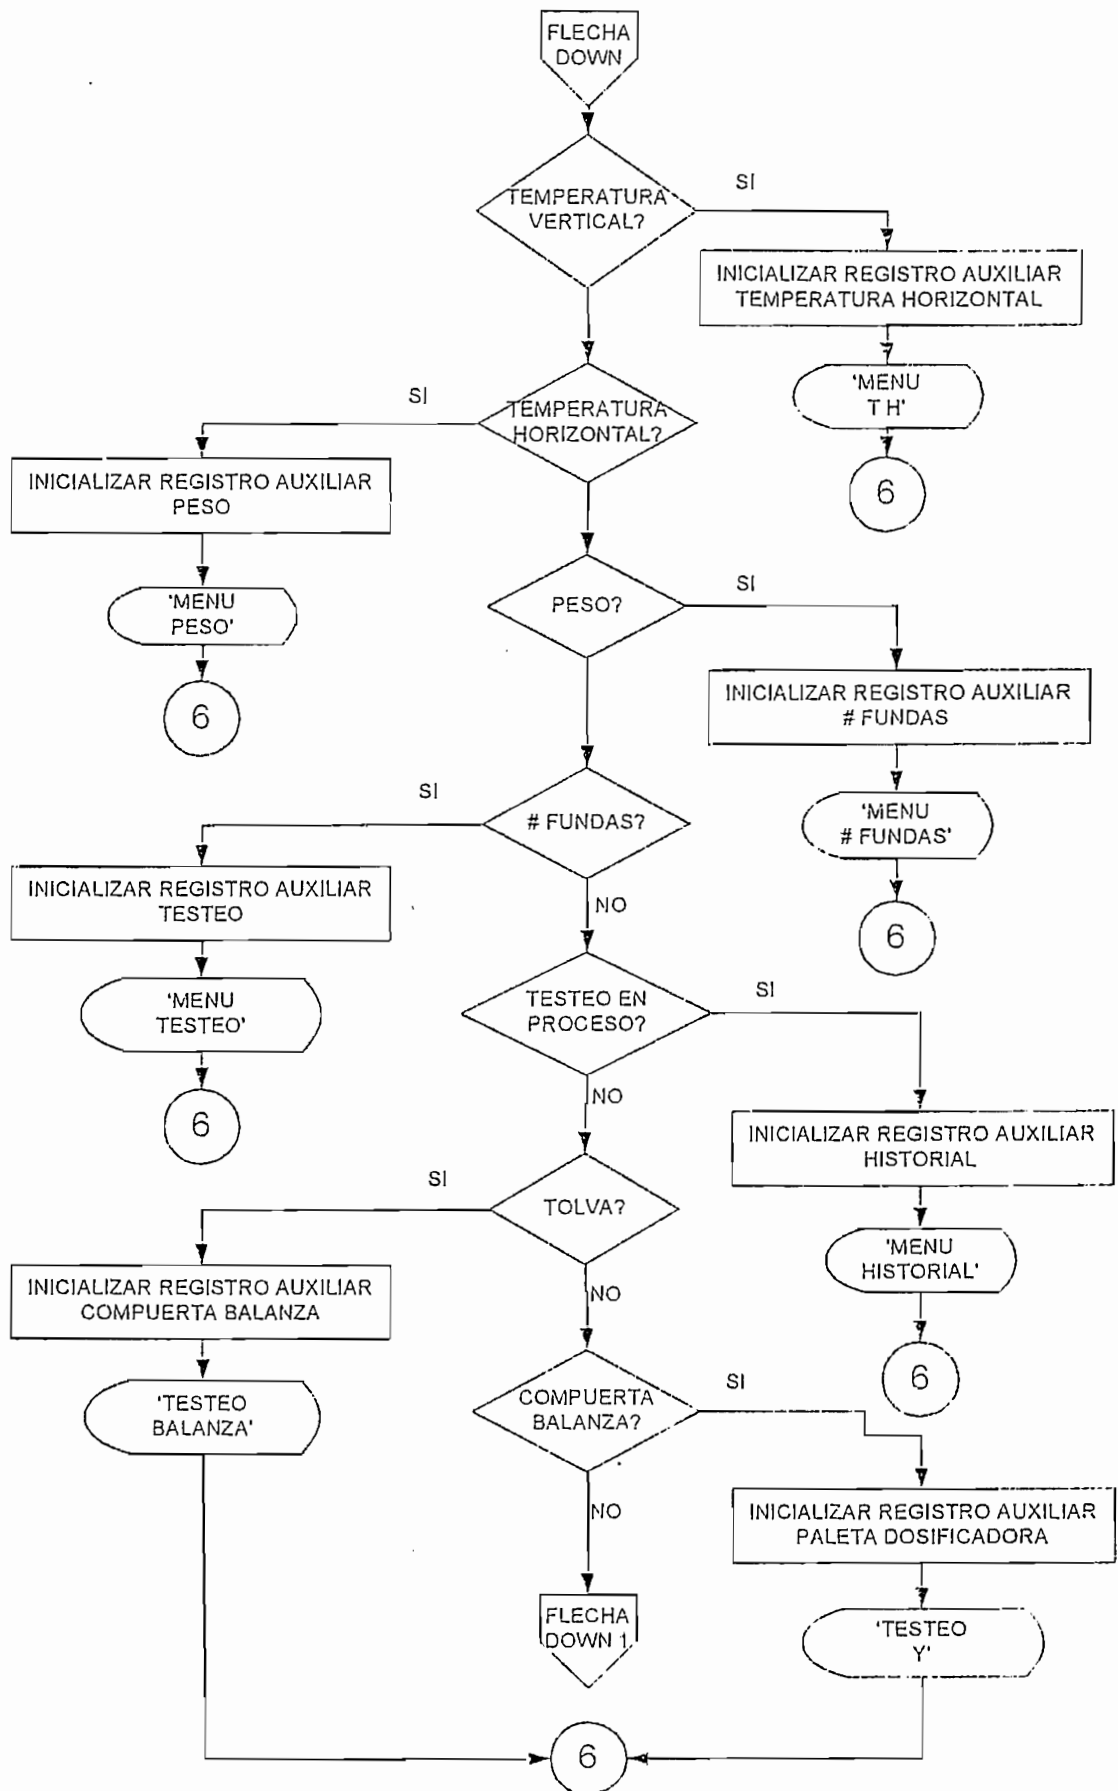 FLECHA
DOWN
TEMPERATURA
VERTICAL?
SI
INICIALIZAR REGISTRO AUXILIAR
TEMPERATURA HORIZONTAL
'MENU
T H'
6
TEMPERATURA
HORIZONTAL?
SI
INICIALIZAR REGISTRO AUXILIAR
PESO
'MENU
PESO'
6
PESO?
SI
INICIALIZAR REGISTRO AUXILIAR
# FUNDAS
'MENU
# FUNDAS'
6
# FUNDAS?
SI
NO
INICIALIZAR REGISTRO AUXILIAR
TESTEO
'MENU
TESTEO'
6
TESTEO EN
PROCESO?
SI
NO
INICIALIZAR REGISTRO AUXILIAR
HISTORIAL
'MENU
HISTORIAL'
6
TOLVA?
SI
NO
INICIALIZAR REGISTRO AUXILIAR
COMPUERTA BALANZA
'TESTEO
BALANZA'
COMPUERTA
BALANZA?
SI
NO
INICIALIZAR REGISTRO AUXILIAR
PALETA DOSIFICADORA
'TESTEO
Y'
FLECHA
DOWN 1
6